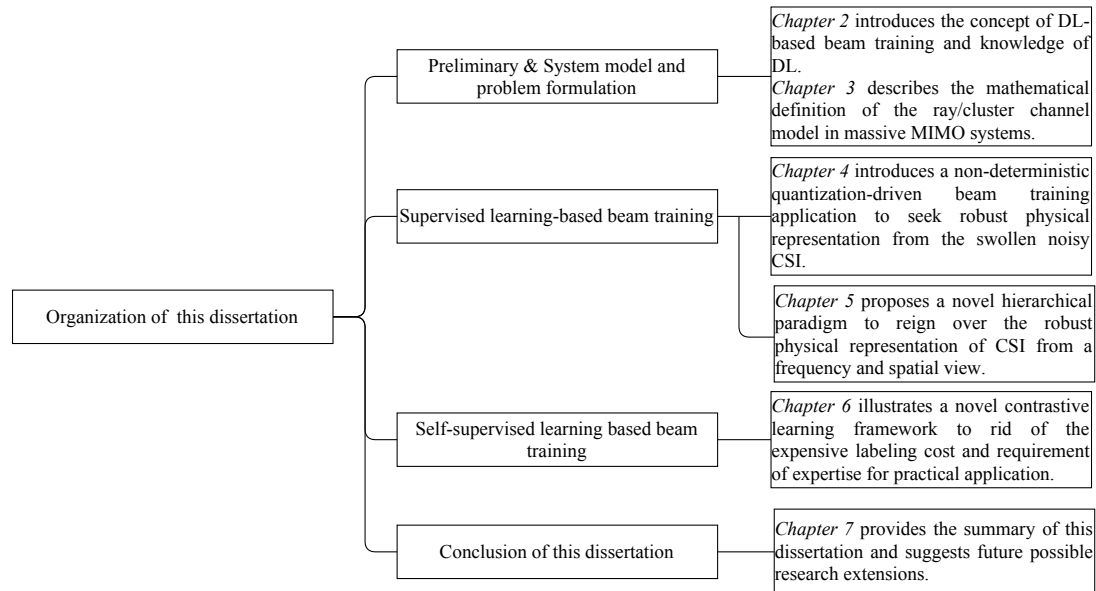 Organization of this dissertation
Preliminary & System model and
problem formulation
Chapter 2 introduces the concept of DL-
based beam training and knowledge of
DL.
Chapter 3 describes the mathematical
definition of the ray/cluster channel
model in massive MIMO systems.
Supervised learning-based beam training
Chapter 4 introduces a non-deterministic
quantization-driven beam training
application to seek robust physical
representation from the swollen noisy
CSI.
Chapter 5 proposes a novel hierarchical
paradigm to reign over the robust
physical representation of CSI from a
frequency and spatial view.
Self-supervised learning based beam
training
Chapter 6 illustrates a novel contrastive
learning framework to rid of the
expensive labeling cost and requirement
of expertise for practical application.
Conclusion of this dissertation
Chapter 7 provides the summary of this
dissertation and suggests future possible
research extensions.